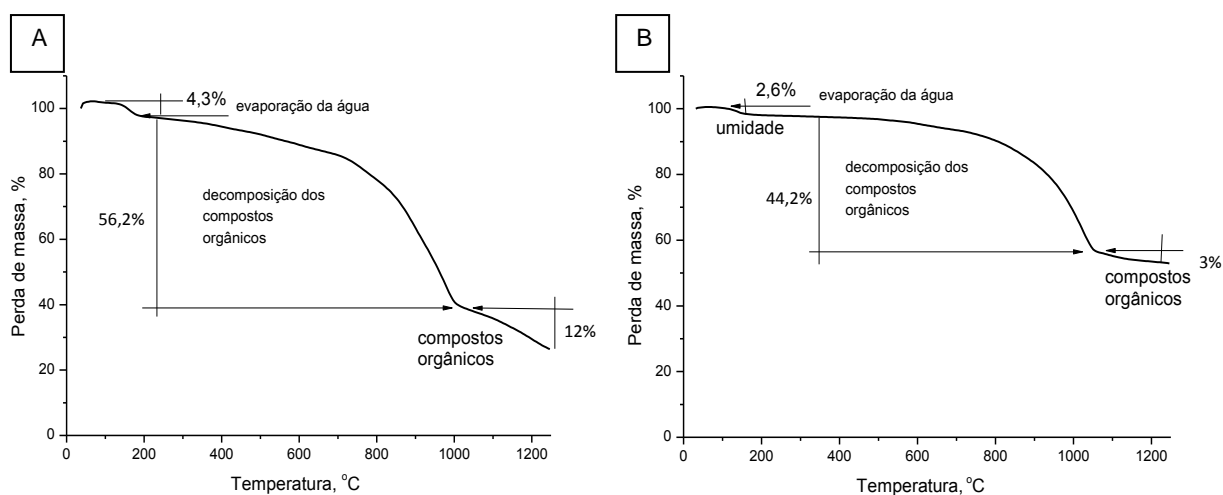 A
4,3%
evaporação da água
100
80
60
40
20
0
Perda de massa, %
56,2%
decomposição dos
compostos
orgânicos
compostos
orgânicos
12%
0
200
400
600
800
1000
1200
Temperatura, °C
B
2,6%
evaporação da água
umidade
100
80
60
40
20
0
Perda de massa, %
44,2%
decomposição dos
compostos
orgânicos
compostos
orgânicos
3%
0
200
400
600
800
1000
1200
Temperatura, °C